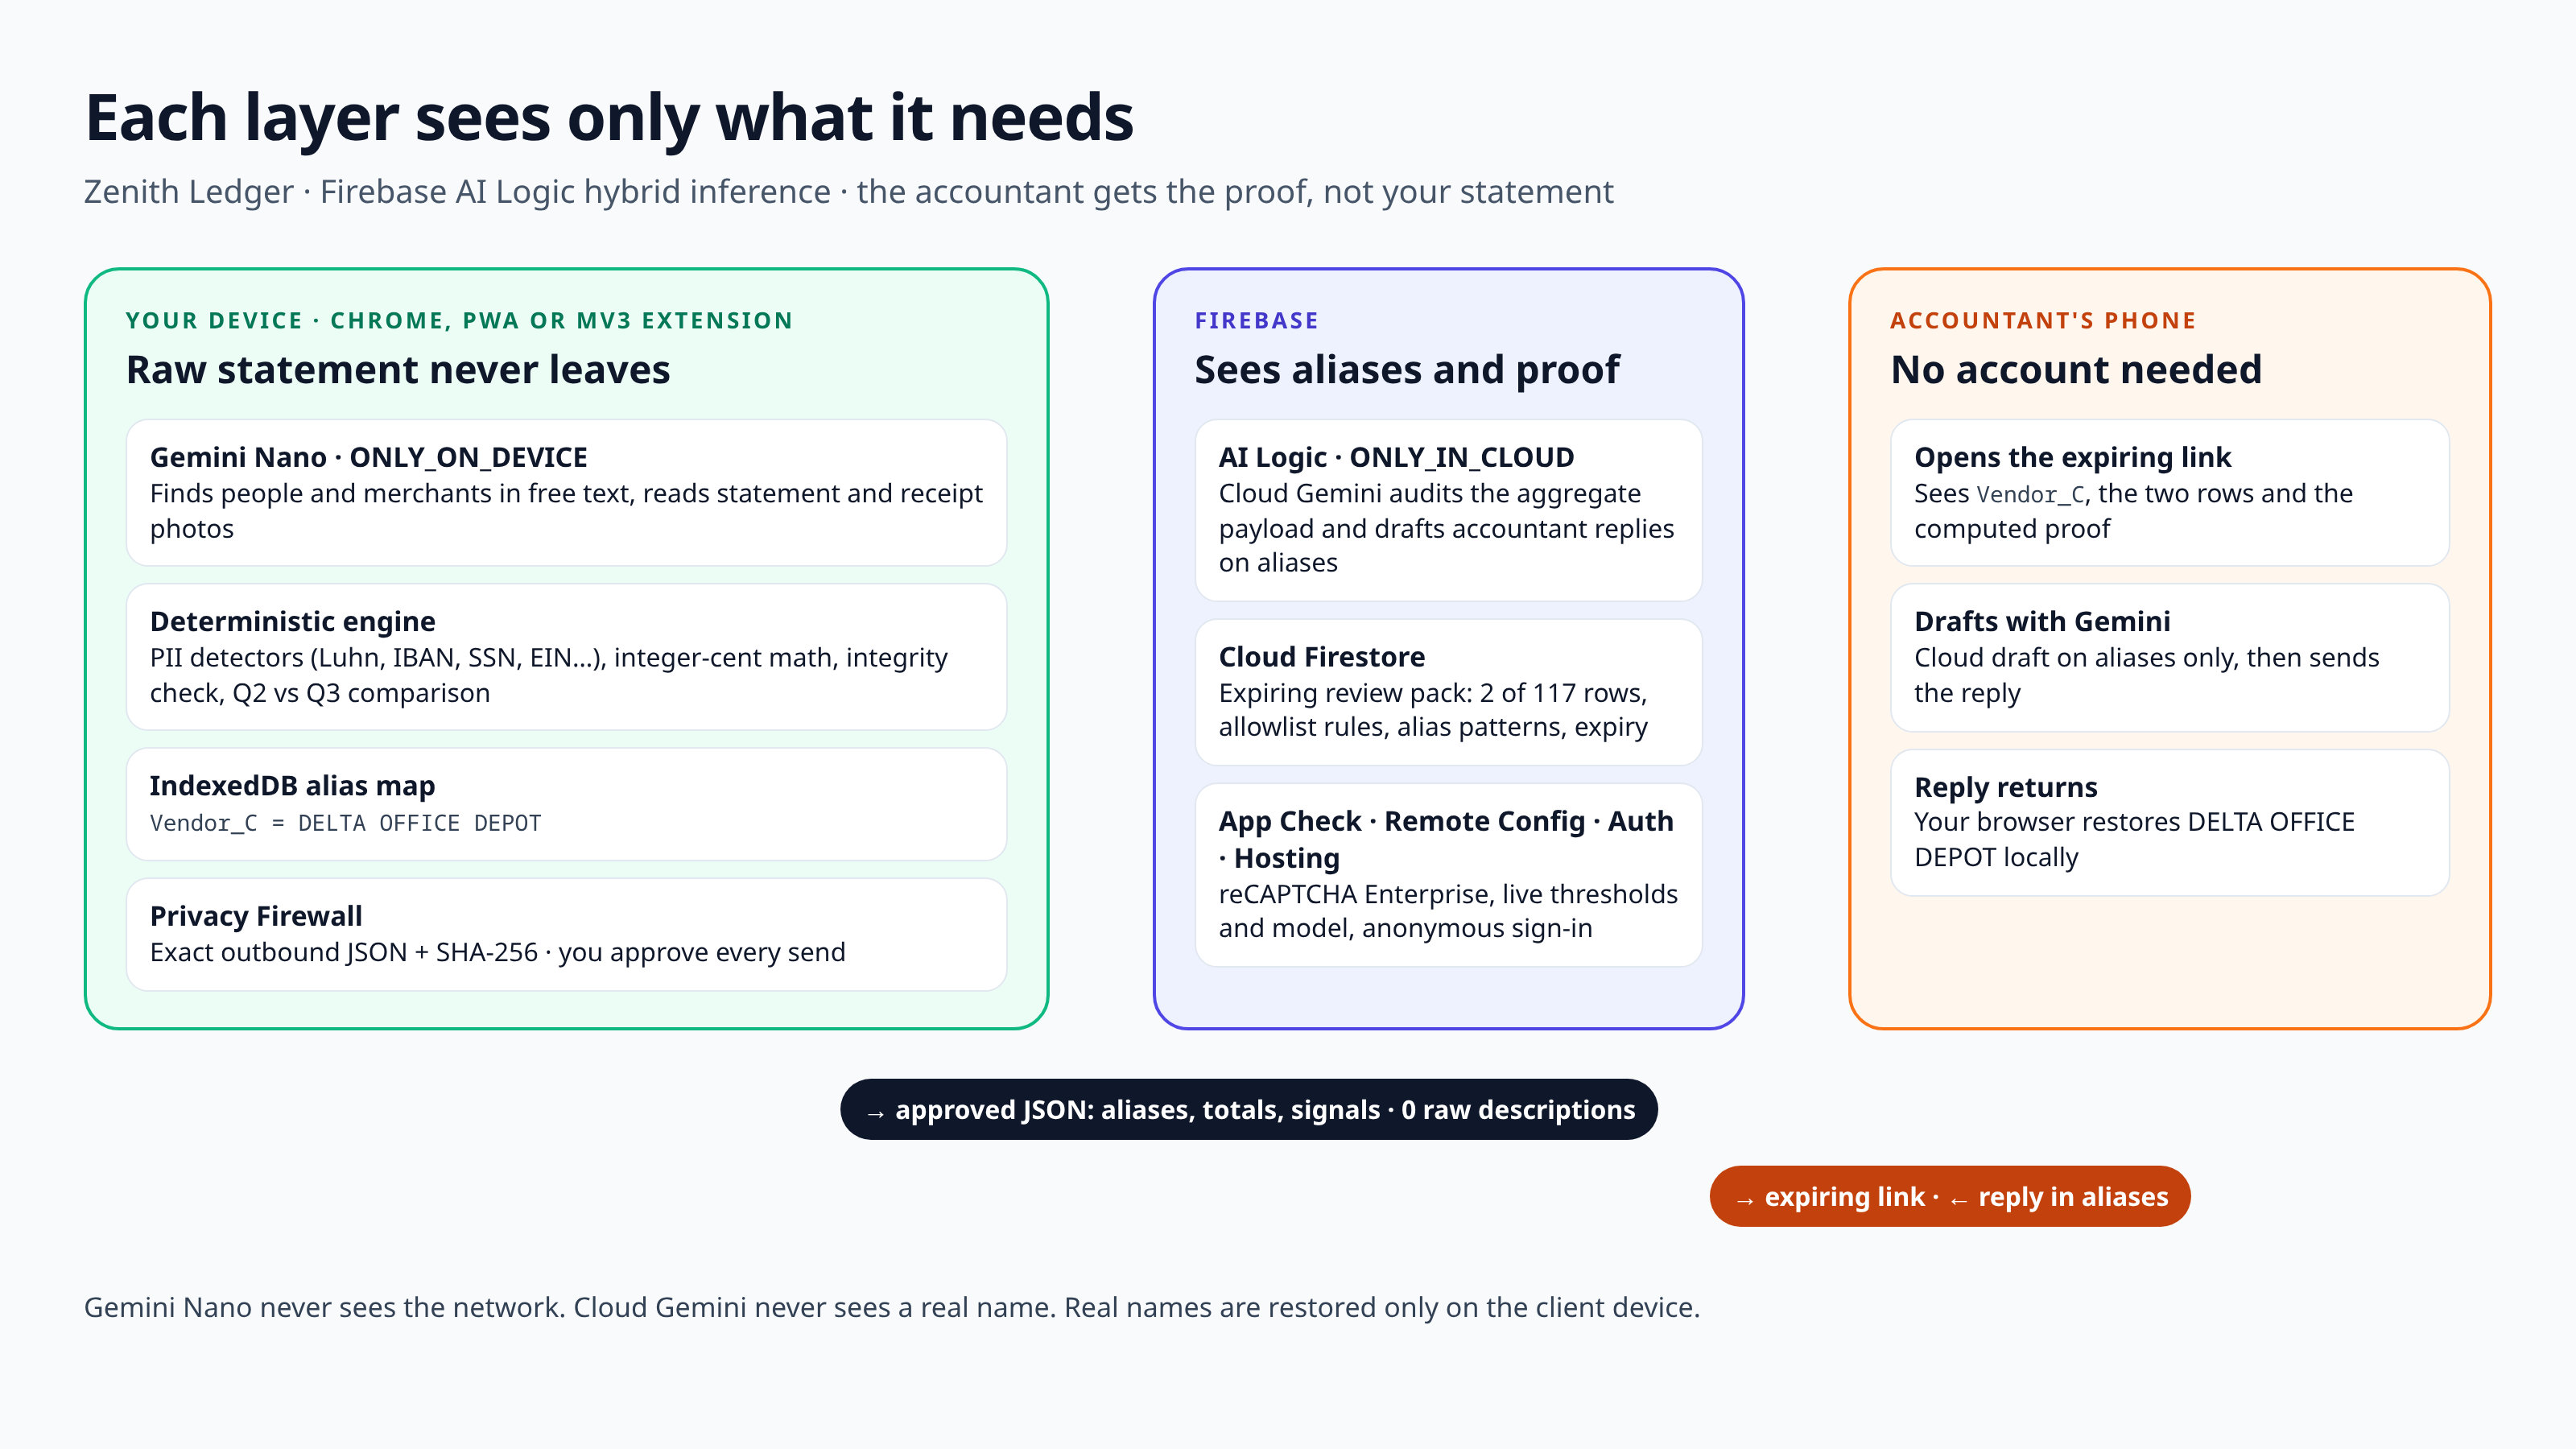 Each layer sees only what it needs
Zenith Ledger · Firebase AI Logic hybrid inference · the accountant gets the proof, not your statement
YOUR DEVICE · CHROME, PWA OR MV3 EXTENSION
Raw statement never leaves
Gemini Nano · ONLY_ON_DEVICE
Finds people and merchants in free text, reads statement and receipt
photos
Deterministic engine
PII detectors (Luhn, IBAN, SSN, EIN...), integer-cent math, integrity
check, Q2 vs Q3 comparison
IndexedDB alias map
Vendor_C = DELTA OFFICE DEPOT
Privacy Firewall
Exact outbound JSON + SHA-256 · you approve every send
FIREBASE
Sees aliases and proof
AI Logic · ONLY_IN_CLOUD
Cloud Gemini audits the aggregate
payload and drafts accountant replies
on aliases
Cloud Firestore
Expiring review pack: 2 of 117 rows,
allowlist rules, alias patterns, expiry
App Check · Remote Config · Auth
· Hosting
reCAPTCHA Enterprise, live thresholds
and model, anonymous sign-in
ACCOUNTANT'S PHONE
No account needed
Opens the expiring link
Sees Vendor_C, the two rows and the
computed proof
Drafts with Gemini
Cloud draft on aliases only, then sends
the reply
Reply returns
Your browser restores DELTA OFFICE
DEPOT locally
→ approved JSON: aliases, totals, signals · 0 raw descriptions
→ expiring link · ← reply in aliases
Gemini Nano never sees the network. Cloud Gemini never sees a real name. Real names are restored only on the client device.